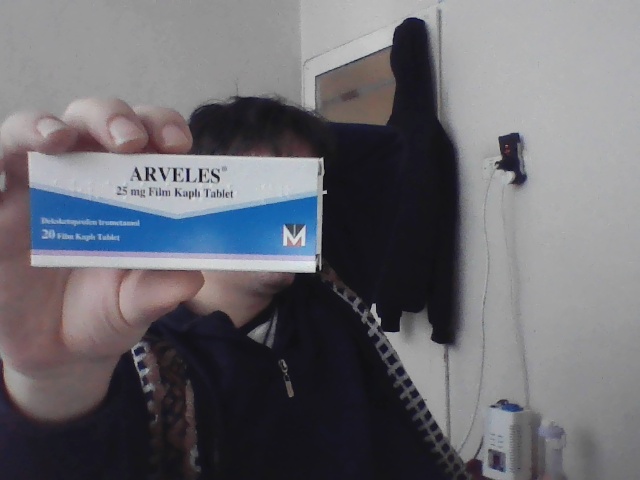 ARVELES®
25 mg Film Kaplı Tablet
Deksketoprofen trometamol
20 Film Kaplı Tablet
M